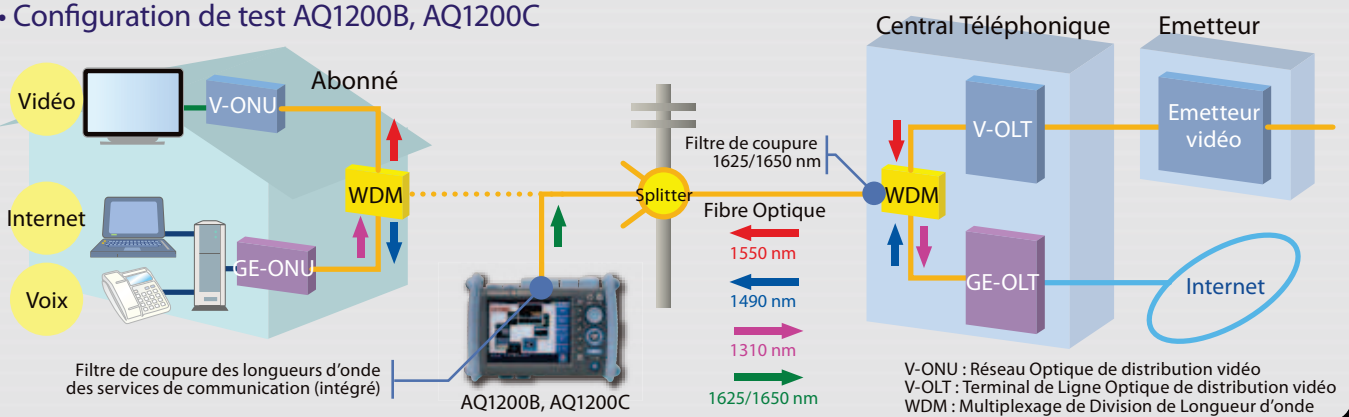 • Configuration de test AQ1200B, AQ1200C
Central Téléphonique
Emetteur
Vidéo
V-ONU
Abonné
Filtre de coupure
1625/1650 nm
V-OLT
Emetteur
vidéo
WDM
Splitter
WDM
Internet
Fibre Optique
1550 nm
GE-ONU
1490 nm
GE-OLT
Internet
Voix
1310 nm
Filtre de coupure des longueurs d'onde
des services de communication (intégré)
AQ1200B, AQ1200C
1625/1650 nm
V-ONU : Réseau Optique de distribution vidéo
V-OLT : Terminal de Ligne Optique de distribution vidéo
WDM : Multiplexage de Division de Longueur d'onde